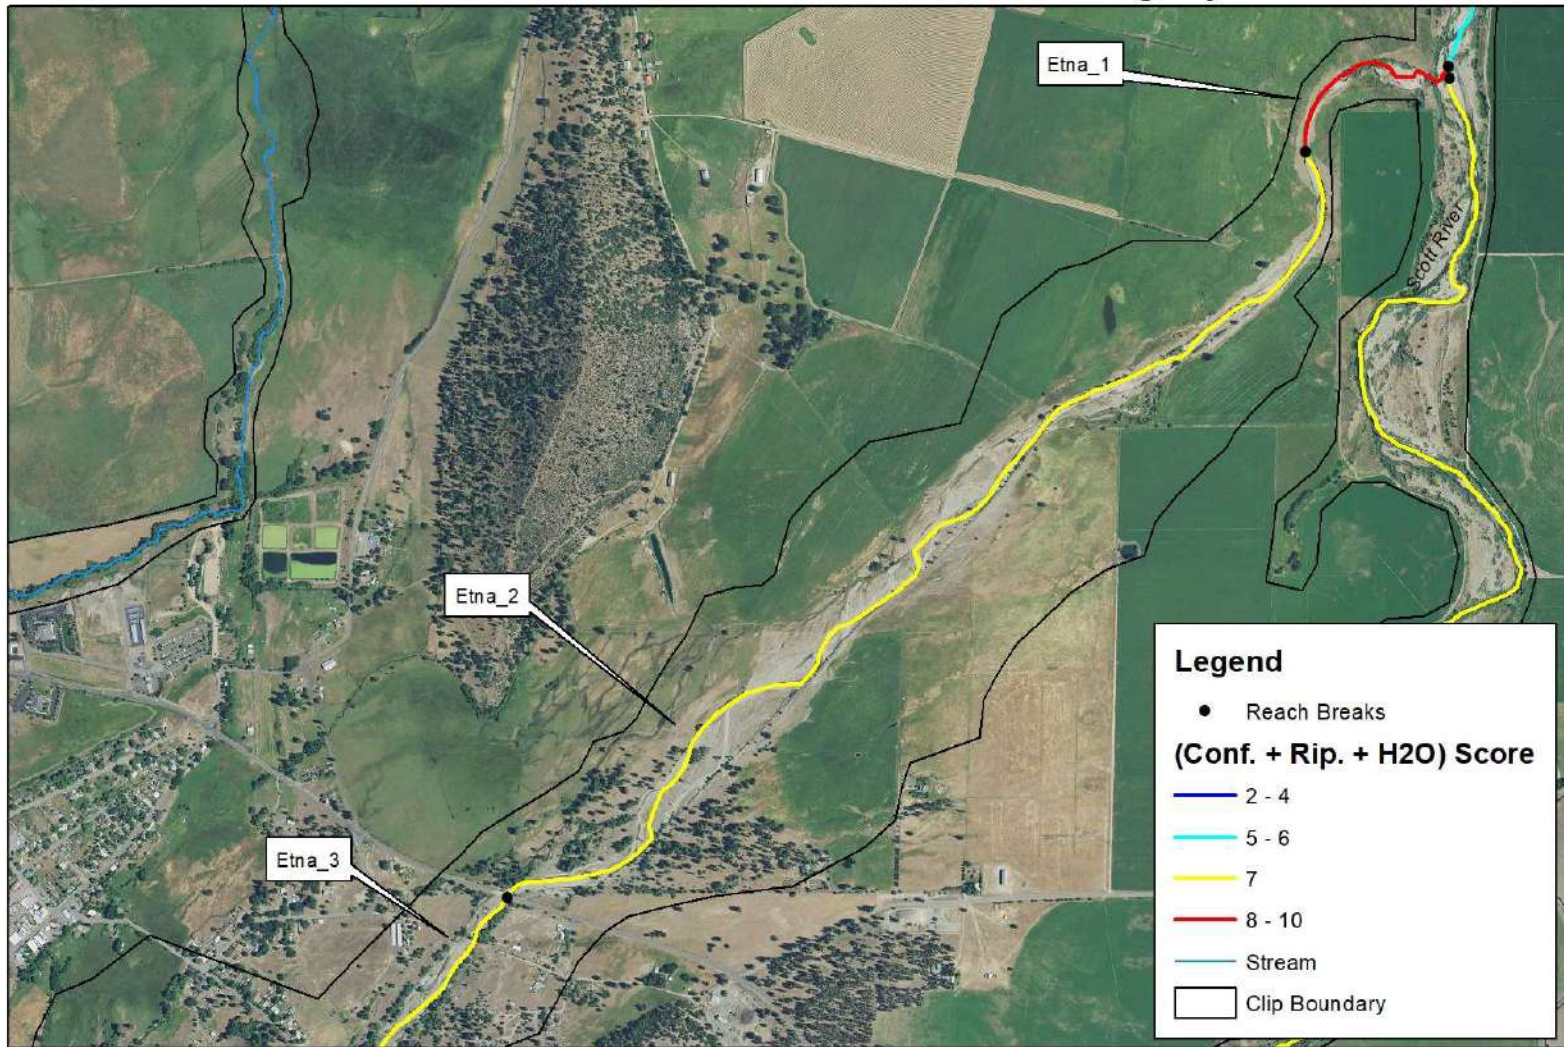 Etna_1
Scott River
Etna_2
Etna_3
Legend
Reach Breaks
(Conf. + Rip. + H2O) Score
2 - 4
5 - 6
7
8 - 10
Stream
Clip Boundary